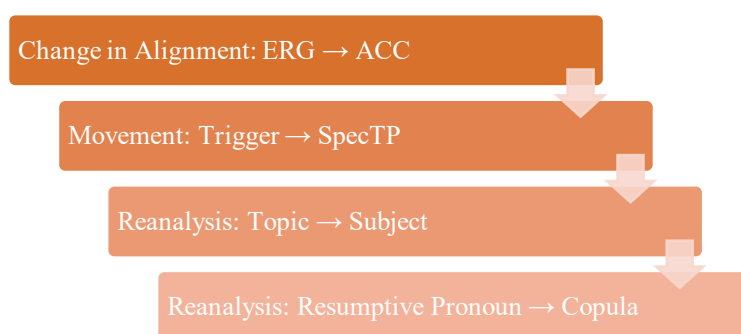 Change in Alignment: ERG → ACC
Movement: Trigger → SpecTP
Reanalysis: Topic → Subject
Reanalysis: Resumptive Pronoun → Copula